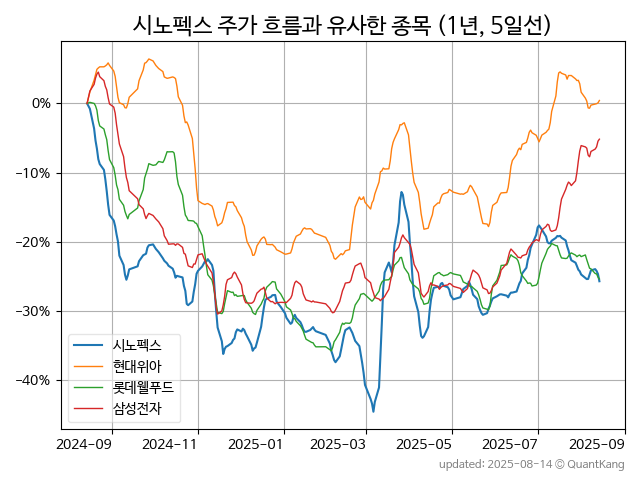 시노펙스 주가 흐름과 유사한 종목 (1년, 5일선)
0%
−10%
−20%
−30%
−40%
시노펙스
현대위아
롯데웰푸드
삼성전자
2024-09
2024-11
2025-01
2025-03
2025-05
2025-07
2025-09
updated: 2025-08-14 © QuantKang